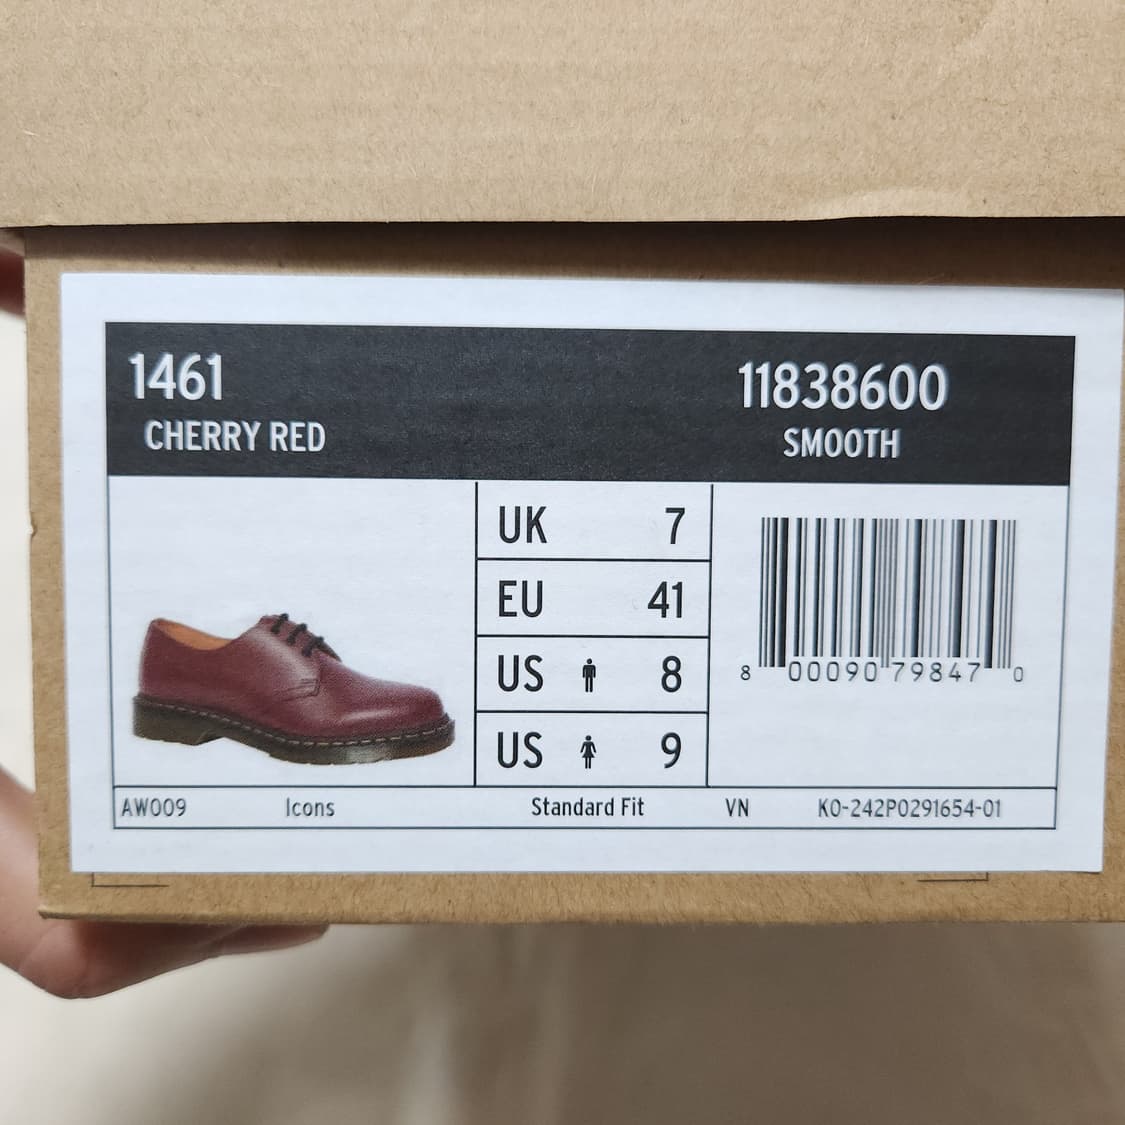 1461
CHERRY RED
11838600
SMOOTH
UK 7
EU 41
US 8
US 9
8 00090 79847 0
AW009 Icons Standard Fit VN KO-242P0291654-01